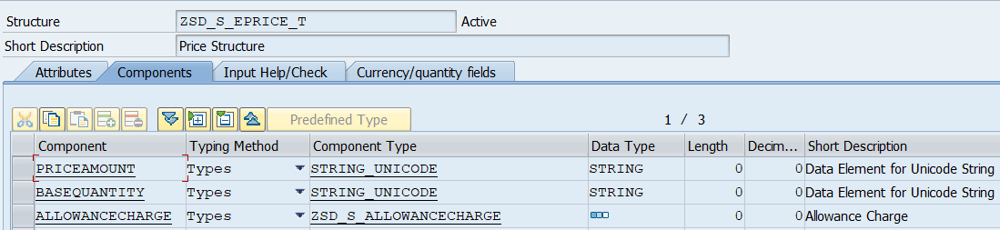 Structure ZSD_S_EPRICE_T Active
Short Description Price Structure
Attributes Components Input Help/Check Currency/quantity fields
Predefined Type 1 / 3
Component Typing Method Component Type Data Type Length Decim... Short Description
PRICEAMOUNT Types STRING_UNICODE STRING 0 0 Data Element for Unicode String
BASEQUANTITY Types STRING_UNICODE STRING 0 0 Data Element for Unicode String
ALLOWANCECHARGE Types ZSD_S_ALLOWANCECHARGE 0 0 Allowance Charge